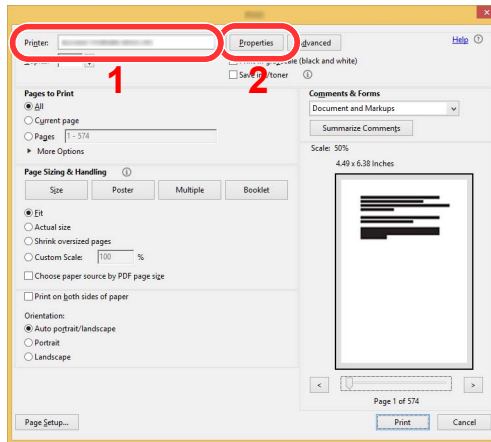 Printer:
Properties
Advanced
Help
1
2
(black and white)
Save ink/toner
Pages to Print
All
Current page
Pages 1 - 574
More Options
Page Sizing & Handling
Size Poster Multiple Booklet
Fit
Actual size
Shrink oversized pages
Custom Scale: 100 %
Choose paper source by PDF page size
Print on both sides of paper
Orientation:
Auto portrait/landscape
Portrait
Landscape
Comments & Forms
Document and Markups
Summarize Comments
Scale: 50%
4.49 x 6.38 Inches
< >
Page 1 of 574
Page Setup...
Print
Cancel